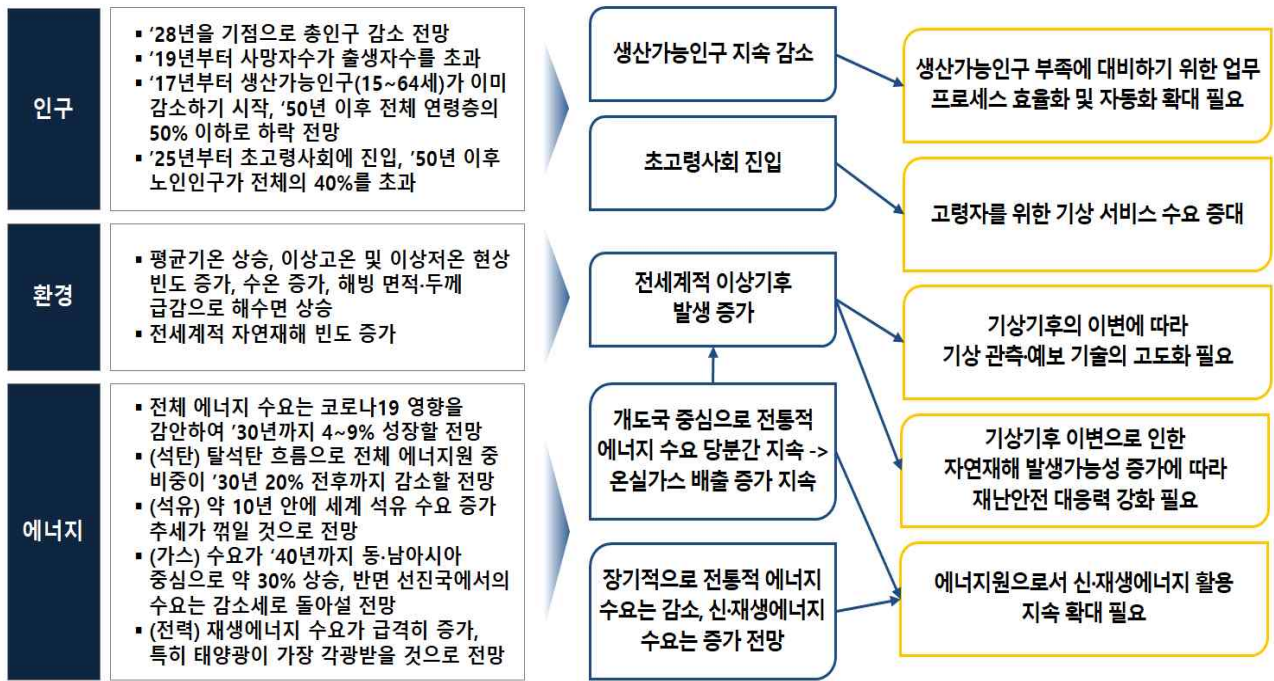 인구
▪ ’28년을 기점으로 총인구 감소 전망
▪ ’19년부터 사망자수가 출생자수를 초과
▪ ‘17년부터 생산가능인구(15~64세)가 이미
감소하기 시작, ’50년 이후 전체 연령층의
50% 이하로 하락 전망
▪ ’25년부터 초고령사회에 진입, ’50년 이후
노인인구가 전체의 40%를 초과
생산가능인구 지속 감소
초고령사회 진입
생산가능인구 부족에 대비하기 위한 업무
프로세스 효율화 및 자동화 확대 필요
고령자를 위한 기상 서비스 수요 증대
환경
▪ 평균기온 상승, 이상고온 및 이상저온 현상
빈도 증가, 수온 증가, 해빙 면적·두께
급감으로 해수면 상승
▪ 전세계적 자연재해 빈도 증가
전세계적 이상기후
발생 증가
기상기후의 이변에 따라
기상 관측·예보 기술의 고도화 필요
에너지
▪ 전체 에너지 수요는 코로나19 영향을
감안하여 ’30년까지 4~9% 성장할 전망
▪ (석탄) 탈석탄 흐름으로 전체 에너지원 중
비중이 ’30년 20% 전후까지 감소할 전망
▪ (석유) 약 10년 안에 세계 석유 수요 증가
추세가 꺾일 것으로 전망
▪ (가스) 수요가 ‘40년까지 동·남아시아
중심으로 약 30% 상승, 반면 선진국에서의
수요는 감소세로 돌아설 전망
▪ (전력) 재생에너지 수요가 급격히 증가,
특히 태양광이 가장 각광받을 것으로 전망
개도국 중심으로 전통적
에너지 수요 당분간 지속 ->
온실가스 배출 증가 지속
장기적으로 전통적 에너지
수요는 감소, 신·재생에너지
수요는 증가 전망
기상기후 이변으로 인한
자연재해 발생가능성 증가에 따라
재난안전 대응력 강화 필요
에너지원으로서 신·재생에너지 활용
지속 확대 필요